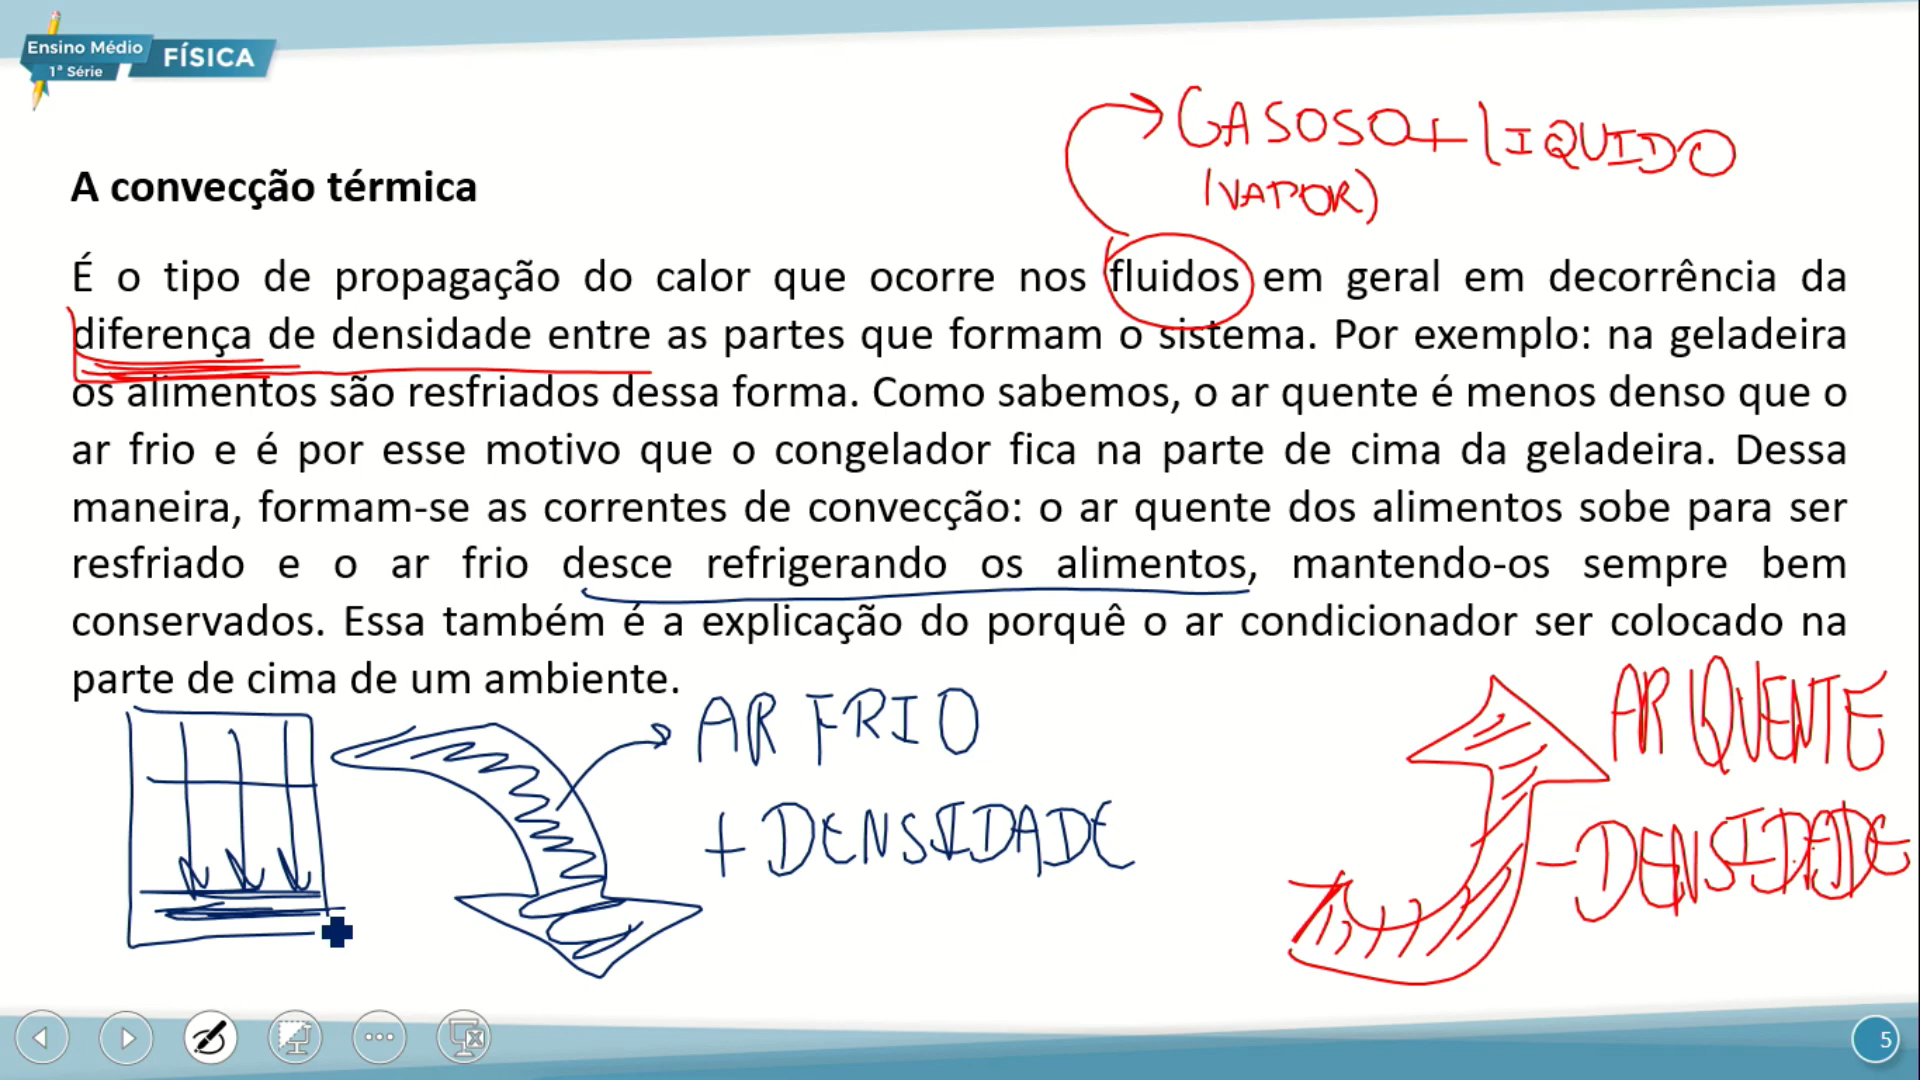 Ensino Médio
1ª Série
FÍSICA
GASOSO + LIQUIDO
(VAPOR)
A convecção térmica
É o tipo de propagação do calor que ocorre nos fluidos em geral em decorrência da
diferença de densidade entre as partes que formam o sistema. Por exemplo: na geladeira
os alimentos são resfriados dessa forma. Como sabemos, o ar quente é menos denso que o
ar frio e é por esse motivo que o congelador fica na parte de cima da geladeira. Dessa
maneira, formam-se as correntes de convecção: o ar quente dos alimentos sobe para ser
resfriado e o ar frio desce refrigerando os alimentos, mantendo-os sempre bem
conservados. Essa também é a explicação do porquê o ar condicionador ser colocado na
parte de cima de um ambiente.
AR FRIO
+ DENSIDADE
AR QUENTE
- DENSIDADE
5